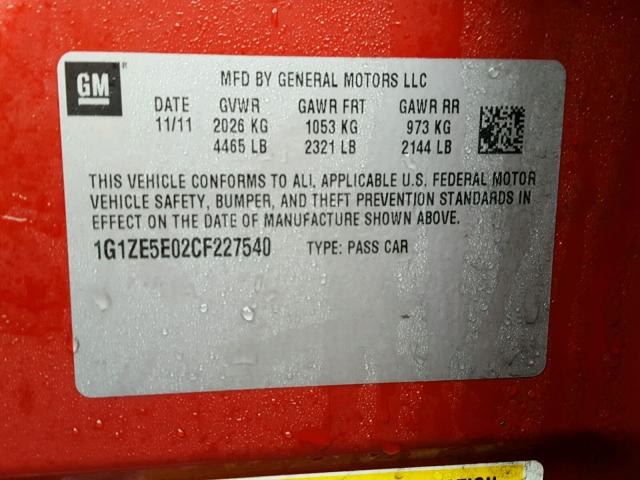 GM
MFD BY GENERAL MOTORS LLC
DATE GVWR GAWR FRT GAWR RR
11/11 2026 KG 1053 KG 973 KG
4465 LB 2321 LB 2144 LB
THIS VEHICLE CONFORMS TO ALL APPLICABLE U.S. FEDERAL MOTOR
VEHICLE SAFETY, BUMPER, AND THEFT PREVENTION STANDARDS IN
EFFECT ON THE DATE OF MANUFACTURE SHOWN ABOVE.
1G1ZE5E02CF227540 TYPE: PASS CAR